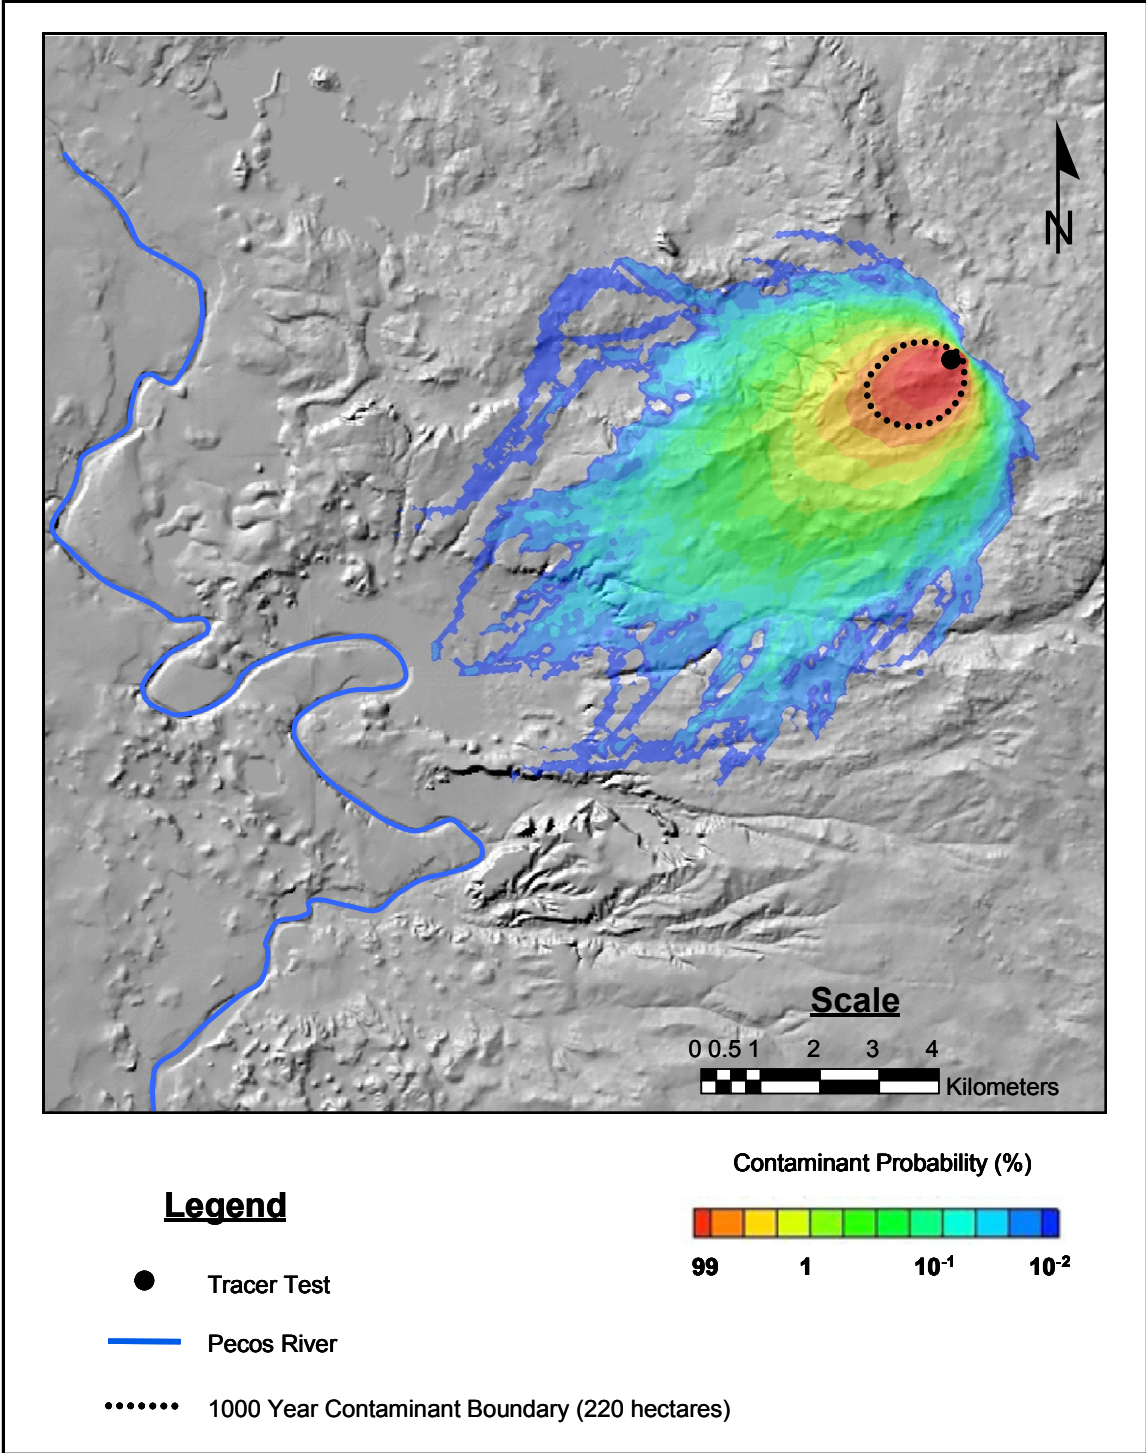 N
Scale
0 0.5 1 2 3 4
Kilometers
Contaminant Probability (%)
99 1 10⁻¹ 10⁻²
Legend
Tracer Test
Pecos River
1000 Year Contaminant Boundary (220 hectares)